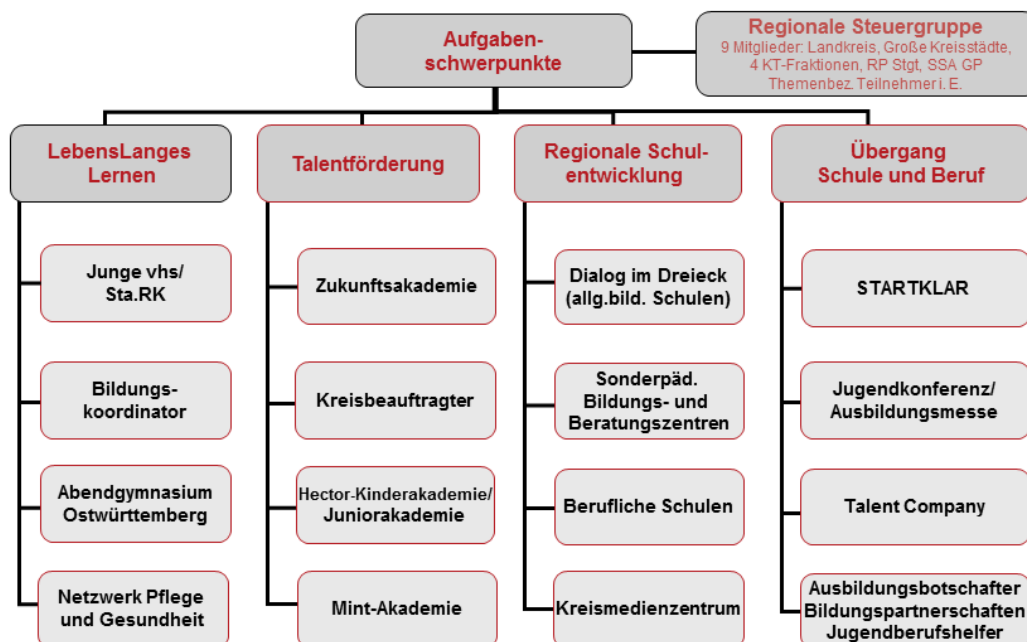 Aufgaben-
schwerpunkte
Regionale Steuergruppe
9 Mitglieder: Landkreis, Große Kreisstädte,
4 KT-Fraktionen, RP Stgt, SSA GP
Themenbez. Teilnehmer i. E.
LebensLanges
Lernen
Talentförderung
Regionale Schul-
entwicklung
Übergang
Schule und Beruf
Junge vhs/
Sta.RK
Zukunftsakademie
Dialog im Dreieck
(allg.bild. Schulen)
STARTKLAR
Bildungs-
koordinator
Kreisbeauftragter
Sonderpäd.
Bildungs- und
Beratungszentren
Jugendkonferenz/
Ausbildungsmesse
Abendgymnasium
Ostwürttemberg
Hector-Kinderakademie/
Juniorakademie
Berufliche Schulen
Talent Company
Netzwerk Pflege
und Gesundheit
Mint-Akademie
Kreismedienzentrum
Ausbildungsbotschafter
Bildungspartnerschaften
Jugendberufshelfer